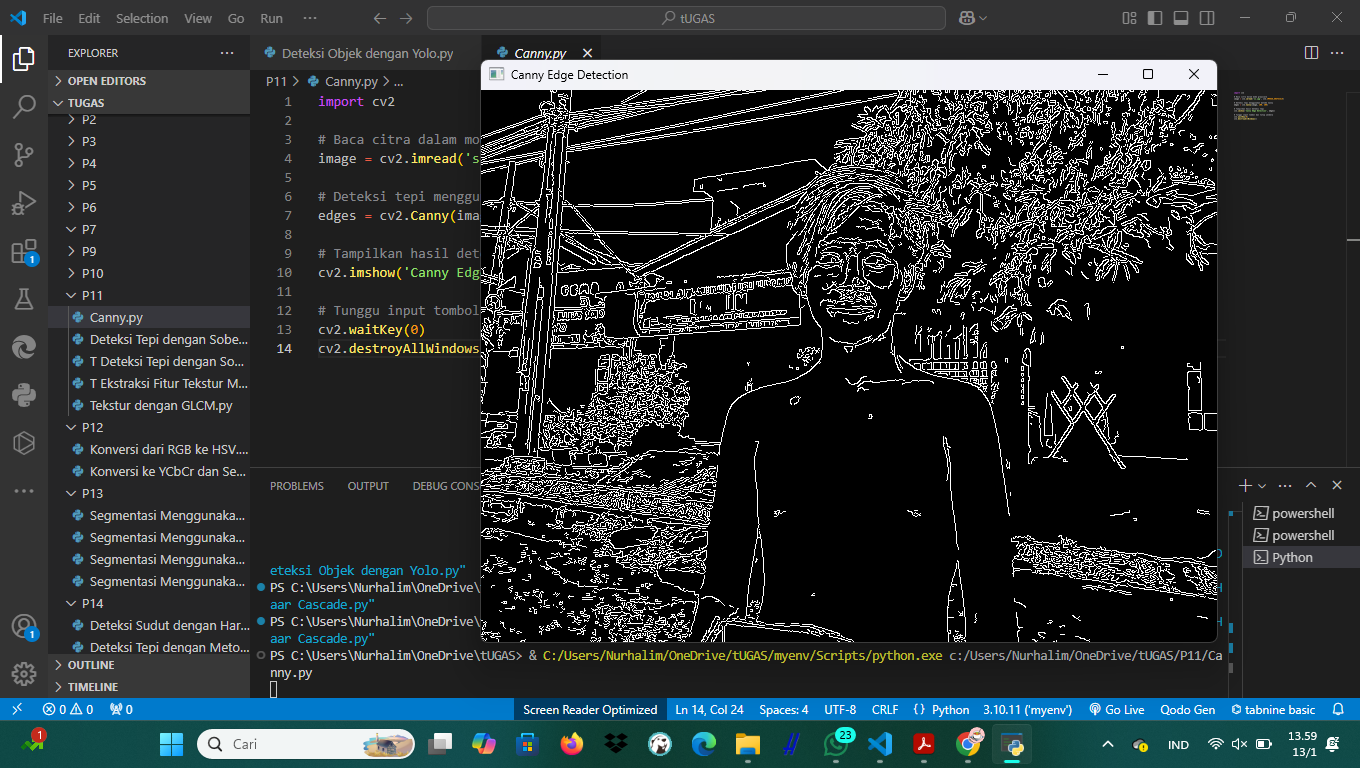 File Edit Selection View Go Run ··· tUGAS
EXPLORER ···
OPEN EDITORS
TUGAS
P2
P3
P4
P5
P6
P7
P9
P10
P11
Canny.py
Deteksi Tepi dengan Sobe...
T Deteksi Tepi dengan So...
T Ekstraksi Fitur Tekstur M...
Tekstur dengan GLCM.py
P12
Konversi dari RGB ke HSV....
Konversi ke YCbCr dan Se...
P13
Segmentasi Menggunaka...
Segmentasi Menggunaka...
Segmentasi Menggunaka...
Segmentasi Menggunaka...
P14
Deteksi Sudut dengan Har...
Deteksi Tepi dengan Meto...
OUTLINE
TIMELINE
1
1
Deteksi Objek dengan Yolo.py Canny.py
P11 > Canny.py > ...
1 import cv2
2
3 # Baca citra dalam mo
4 image = cv2.imread('s
5
6 # Deteksi tepi menggu
7 edges = cv2.Canny(ima
8
9 # Tampilkan hasil det
10 cv2.imshow('Canny Edg
11
12 # Tunggu input tombol
13 cv2.waitKey(0)
14 cv2.destroyAllWindows
Canny Edge Detection
PROBLEMS OUTPUT DEBUG CONS
powershell
powershell
Python
eteksi Objek dengan Yolo.py"
PS C:\Users\Nurhalim\OneDrive\
aar Cascade.py"
PS C:\Users\Nurhalim\OneDrive\
aar Cascade.py"
PS C:\Users\Nurhalim\OneDrive\tUGAS> & C:/Users/Nurhalim/OneDrive/tUGAS/myenv/Scripts/python.exe c:/Users/Nurhalim/OneDrive/tUGAS/P11/Ca
nny.py
0 0 0 Screen Reader Optimized Ln 14, Col 24 Spaces: 4 UTF-8 CRLF {} Python 3.10.11 ('myenv') Go Live Qodo Gen tabnine basic
1 Cari 23 IND 13.59
13/1